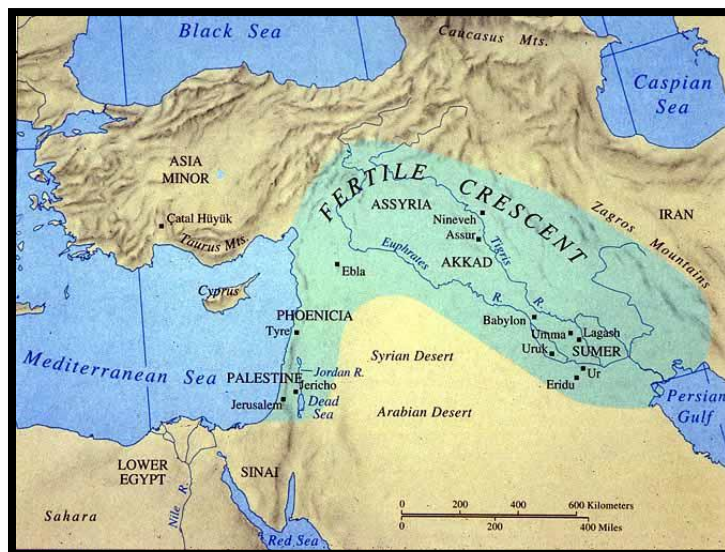 Black Sea
Caucasus Mts.
Caspian
Sea
ASIA
MINOR
FERTILE CRESCENT
ASSYRIA
Nineveh
Assur
Zagros Mountains
IRAN
Çatal Hüyük
Taurus Mts.
Tigris R.
AKKAD
Euphrates R.
Ebla
Cyprus
PHOENICIA
Tyre
Babylon
Umma
Lagash
Uruk
SUMER
Mediterranean Sea
Syrian Desert
Ur
Eridu
Persian
Gulf
PALESTINE
Jordan R.
Jericho
Jerusalem
Dead
Sea
Arabian Desert
LOWER
EGYPT
SINAI
Nile R.
Sahara
Red Sea
0 200 400 600 Kilometers
0 200 400 Miles